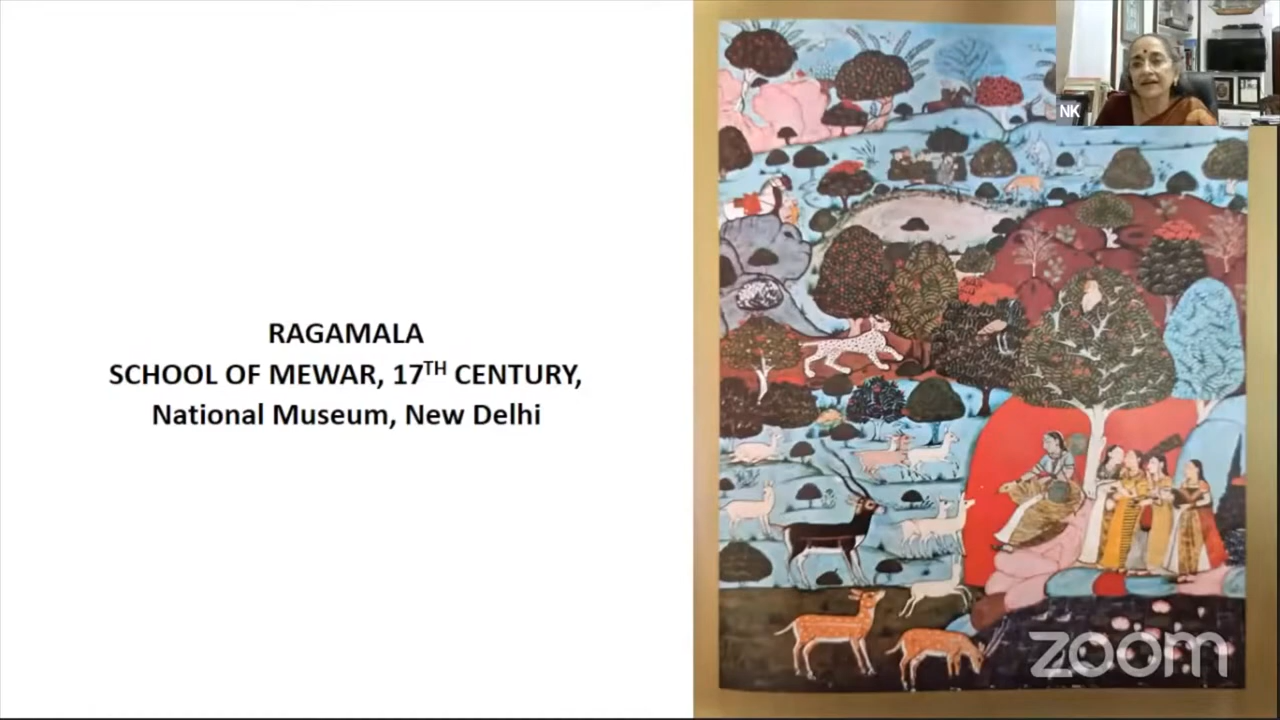 RAGAMALA
SCHOOL OF MEWAR, 17TH CENTURY,
National Museum, New Delhi
NK
zoom